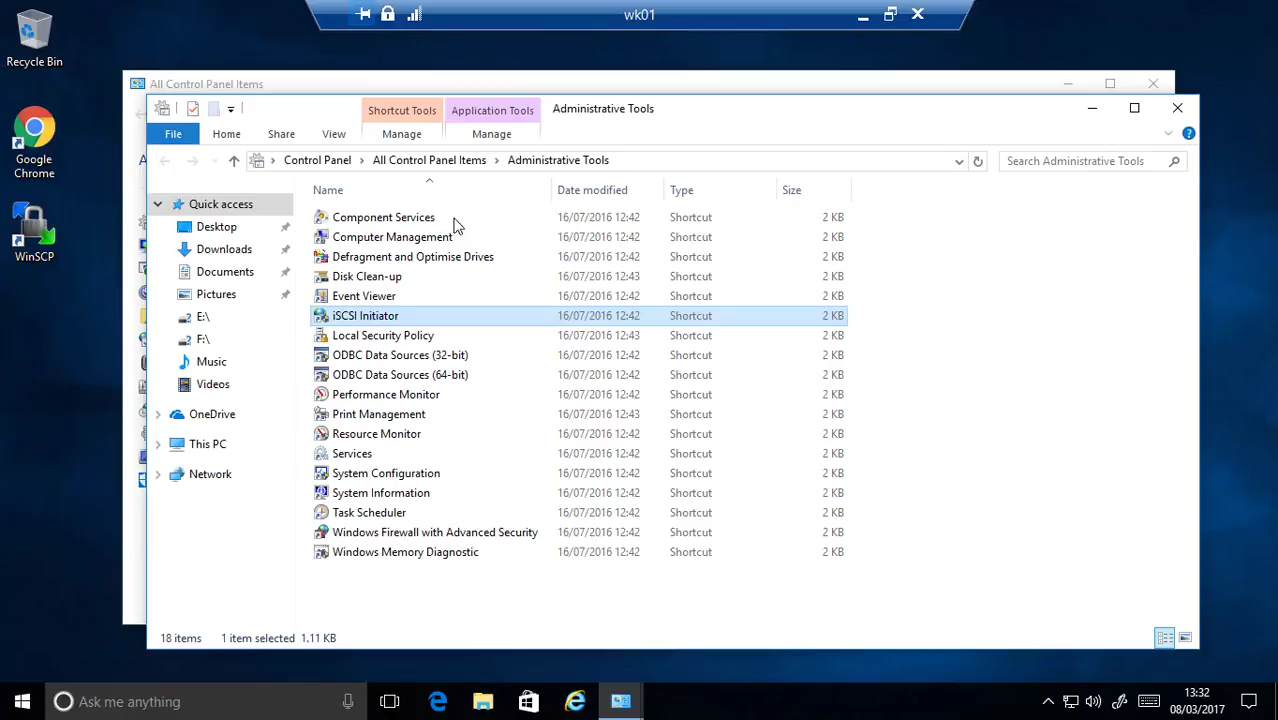 wk01
Recycle Bin
Google Chrome
WinSCP
All Control Panel Items
Shortcut Tools
Application Tools
Administrative Tools
File
Home
Share
View
Manage
Manage
Control Panel
All Control Panel Items
Administrative Tools
Search Administrative Tools
Name
Date modified
Type
Size
Quick access
Desktop
Downloads
Documents
Pictures
E:\
F:\
Music
Videos
OneDrive
This PC
Network
Component Services 16/07/2016 12:42 Shortcut 2 KB
Computer Management 16/07/2016 12:42 Shortcut 2 KB
Defragment and Optimise Drives 16/07/2016 12:42 Shortcut 2 KB
Disk Clean-up 16/07/2016 12:43 Shortcut 2 KB
Event Viewer 16/07/2016 12:42 Shortcut 2 KB
iSCSI Initiator 16/07/2016 12:42 Shortcut 2 KB
Local Security Policy 16/07/2016 12:43 Shortcut 2 KB
ODBC Data Sources (32-bit) 16/07/2016 12:42 Shortcut 2 KB
ODBC Data Sources (64-bit) 16/07/2016 12:42 Shortcut 2 KB
Performance Monitor 16/07/2016 12:42 Shortcut 2 KB
Print Management 16/07/2016 12:43 Shortcut 2 KB
Resource Monitor 16/07/2016 12:42 Shortcut 2 KB
Services 16/07/2016 12:42 Shortcut 2 KB
System Configuration 16/07/2016 12:42 Shortcut 2 KB
System Information 16/07/2016 12:42 Shortcut 2 KB
Task Scheduler 16/07/2016 12:42 Shortcut 2 KB
Windows Firewall with Advanced Security 16/07/2016 12:42 Shortcut 2 KB
Windows Memory Diagnostic 16/07/2016 12:42 Shortcut 2 KB
18 items
1 item selected 1.11 KB
Ask me anything
13:32
08/03/2017